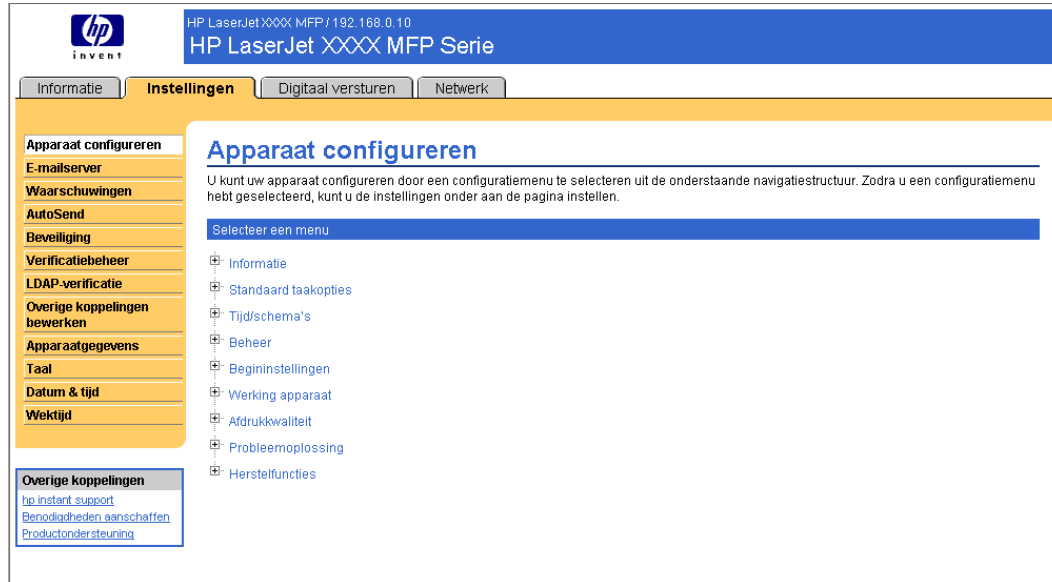 hp
invent
HP LaserJet XXXX MFP / 192.168.0.10
HP LaserJet XXXX MFP Serie
Informatie
Instellingen
Digitaal versturen
Netwerk
Apparaat configureren
E-mailserver
Waarschuwingen
AutoSend
Beveiliging
Verificatiebeheer
LDAP-verificatie
Overige koppelingen
bewerken
Apparaatgegevens
Taal
Datum & tijd
Wektijd
Overige koppelingen
hp instant support
Benodigdheden aanschaffen
Productondersteuning
Apparaat configureren
U kunt uw apparaat configureren door een configuratiemenu te selecteren uit de onderstaande navigatiestructuur. Zodra u een configuratiemenu
hebt geselecteerd, kunt u de instellingen onder aan de pagina instellen.
Selecteer een menu
Informatie
Standaard taakopties
Tijd/schema's
Beheer
Begininstellingen
Werking apparaat
Afdrukkwaliteit
Probleemoplossing
Herstelfuncties